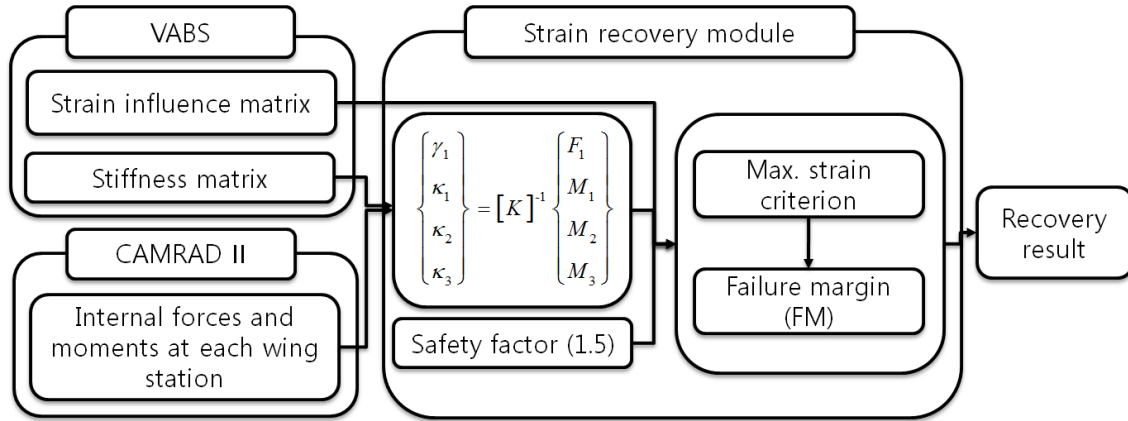 VABS
Strain influence matrix
Stiffness matrix
CAMRAD II
Internal forces and
moments at each wing
station
Strain recovery module
γ₁ F₁
κ₁ M₁
κ₂ = [K]⁻¹ M₂
κ₃ M₃
Safety factor (1.5)
Max. strain
criterion
Failure margin
(FM)
Recovery
result